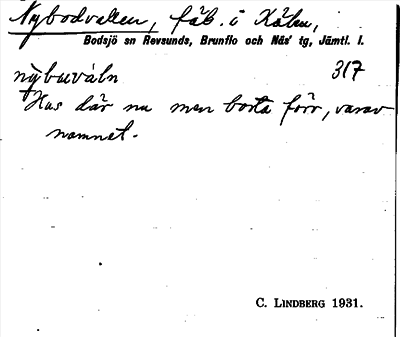 Nybodvallen, fäb. i Kälen,
Bodsjö sn Revsunds, Brunflo och Näs' tg, Jämtl. l.
nỳbuváln 317
Hus där nu men borta förr, varav
namnet.
C. LINDBERG 1931.